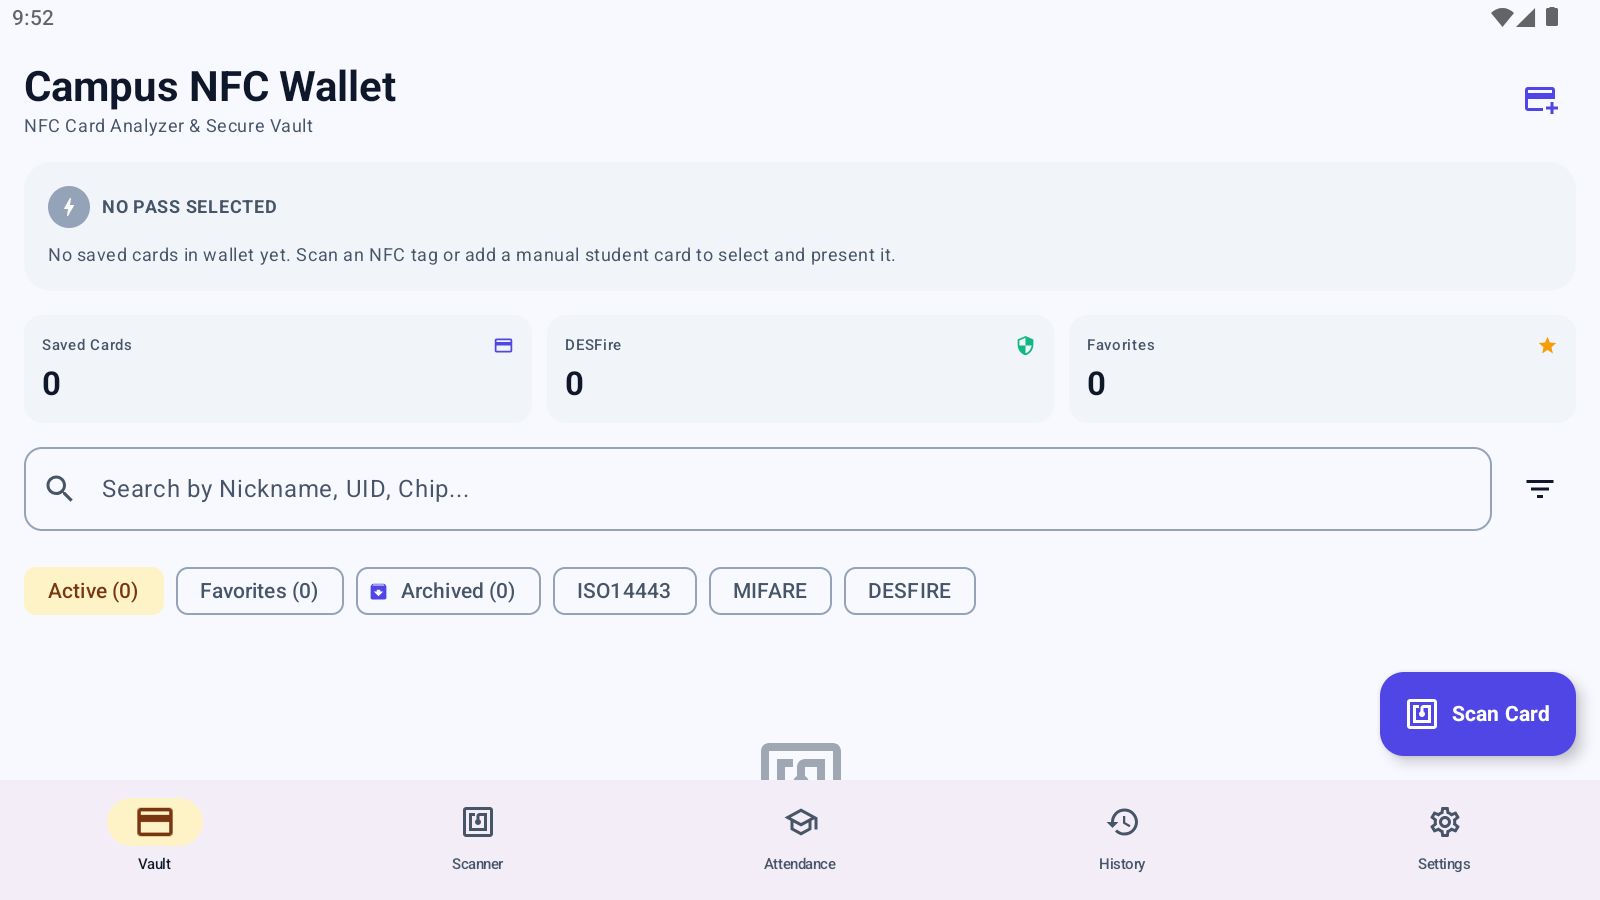 9:52
Campus NFC Wallet
NFC Card Analyzer & Secure Vault
NO PASS SELECTED
No saved cards in wallet yet. Scan an NFC tag or add a manual student card to select and present it.
Saved Cards
0
DESFire
0
Favorites
0
Search by Nickname, UID, Chip...
Active (0)
Favorites (0)
Archived (0)
ISO14443
MIFARE
DESFIRE
Scan Card
Vault
Scanner
Attendance
History
Settings